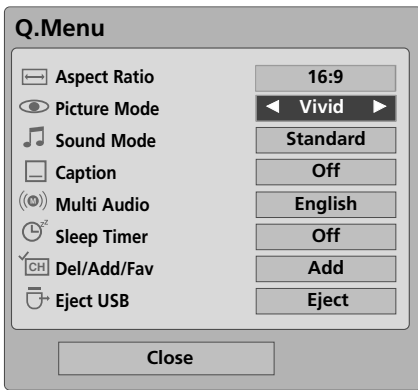 Q.Menu
Aspect Ratio 16:9
Picture Mode ◄ Vivid ►
Sound Mode Standard
Caption Off
Multi Audio English
Sleep Timer Off
CH Del/Add/Fav Add
Eject USB Eject
Close